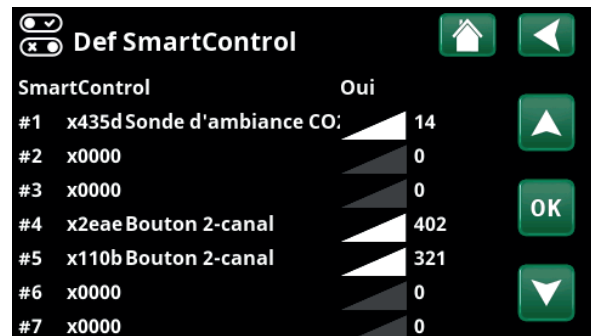 Def SmartControl
SmartControl Oui
#1 x435d Sonde d'ambiance CO2 14
#2 x0000 0
#3 x0000 0
OK
#4 x2eae Bouton 2-canal 402
#5 x110b Bouton 2-canal 321
#6 x0000 0
#7 x0000 0